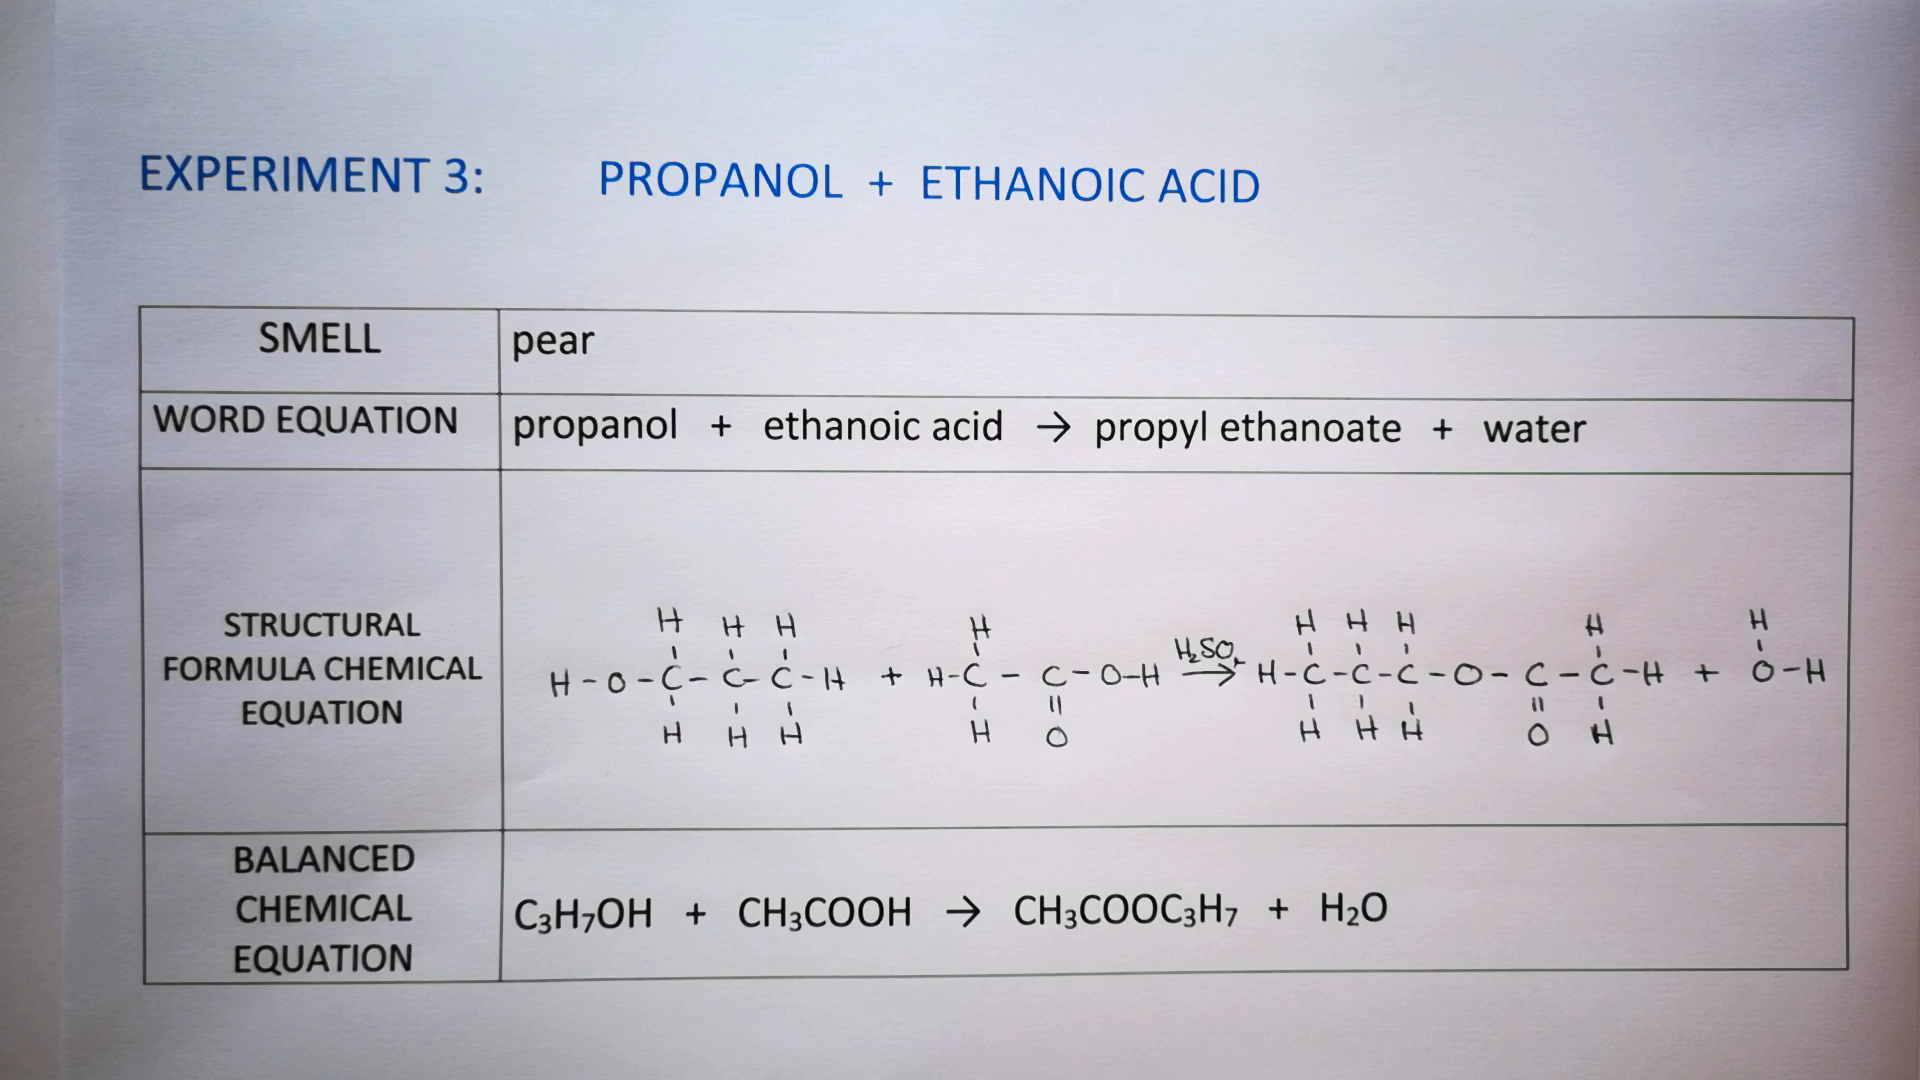 EXPERIMENT 3: PROPANOL + ETHANOIC ACID
SMELL
pear
WORD EQUATION
propanol + ethanoic acid → propyl ethanoate + water
STRUCTURAL
FORMULA CHEMICAL
EQUATION
H H H H H H H H H
H-O-C-C-C-H + H-C-C-O-H H₂SO₄→ H-C-C-C-O-C-C-H + O-H
H H H H O H H H O H
BALANCED
CHEMICAL
EQUATION
C₃H₇OH + CH₃COOH → CH₃COOC₃H₇ + H₂O